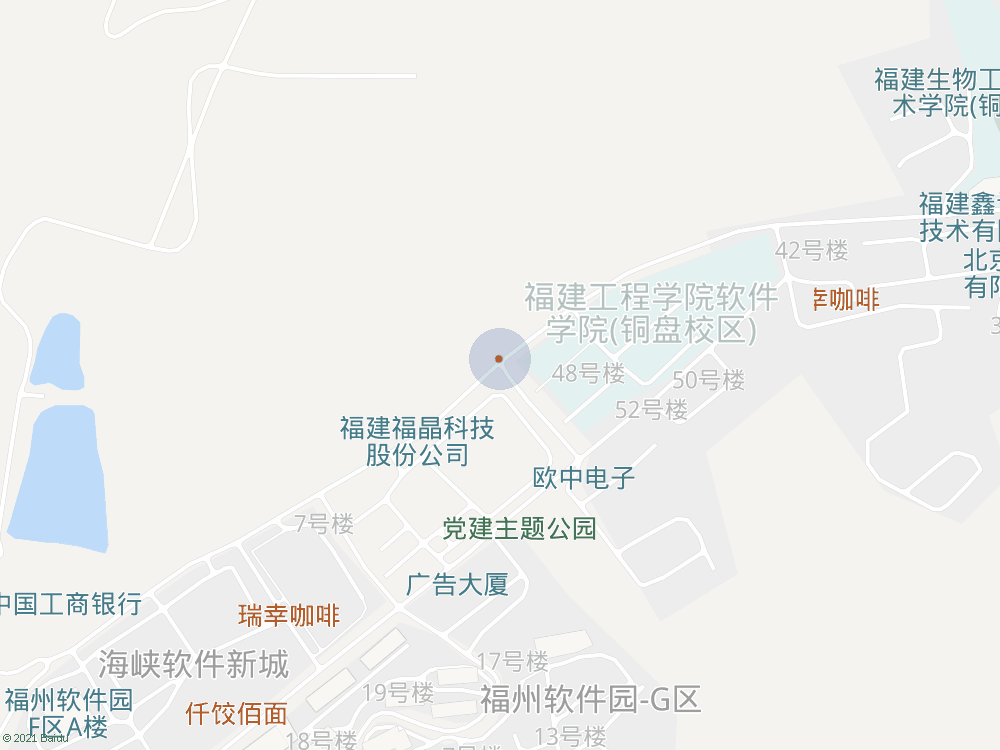 福建生物工
术学院(铜
福建鑫
技术有
42号楼
北京
有
幸咖啡
福建工程学院软件
学院(铜盘校区)
48号楼
50号楼
52号楼
福建福晶科技
股份公司
欧中电子
7号楼
党建主题公园
广告大厦
中国工商银行
瑞幸咖啡
海峡软件新城
17号楼
19号楼
福州软件园-G区
福州软件园
F区A楼
仟饺佰面
18号楼
13号楼
© 2021 Baidu